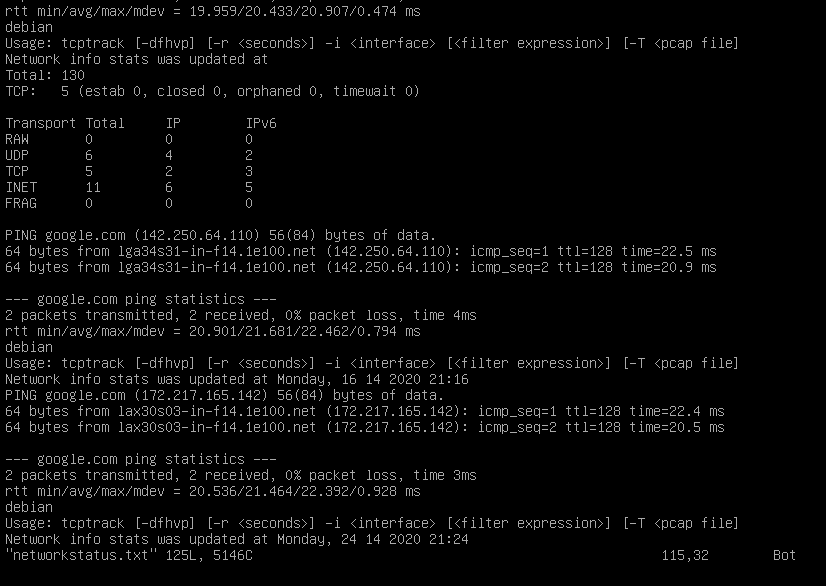 rtt min/avg/max/mdev = 19.959/20.433/20.907/0.474 ms
debian
Usage: tcptrack [-dfhvp] [-r <seconds>] -i <interface> [<filter expression>] [-T <pcap file]
Network info stats was updated at
Total: 130
TCP:   5 (estab 0, closed 0, orphaned 0, timewait 0)

Transport Total     IP        IPv6
RAW       0         0         0
UDP       6         4         2
TCP       5         2         3
INET      11        6         5
FRAG      0         0         0

PING google.com (142.250.64.110) 56(84) bytes of data.
64 bytes from lga34s31-in-f14.1e100.net (142.250.64.110): icmp_seq=1 ttl=128 time=22.5 ms
64 bytes from lga34s31-in-f14.1e100.net (142.250.64.110): icmp_seq=2 ttl=128 time=20.9 ms

--- google.com ping statistics ---
2 packets transmitted, 2 received, 0% packet loss, time 4ms
rtt min/avg/max/mdev = 20.901/21.681/22.462/0.794 ms
debian
Usage: tcptrack [-dfhvp] [-r <seconds>] -i <interface> [<filter expression>] [-T <pcap file]
Network info stats was updated at Monday, 16 14 2020 21:16
PING google.com (172.217.165.142) 56(84) bytes of data.
64 bytes from lax30s03-in-f14.1e100.net (172.217.165.142): icmp_seq=1 ttl=128 time=22.4 ms
64 bytes from lax30s03-in-f14.1e100.net (172.217.165.142): icmp_seq=2 ttl=128 time=20.5 ms

--- google.com ping statistics ---
2 packets transmitted, 2 received, 0% packet loss, time 3ms
rtt min/avg/max/mdev = 20.536/21.464/22.392/0.928 ms
debian
Usage: tcptrack [-dfhvp] [-r <seconds>] -i <interface> [<filter expression>] [-T <pcap file]
Network info stats was updated at Monday, 24 14 2020 21:24
"networkstatus.txt" 125L, 5146C                                                   115,32        Bot